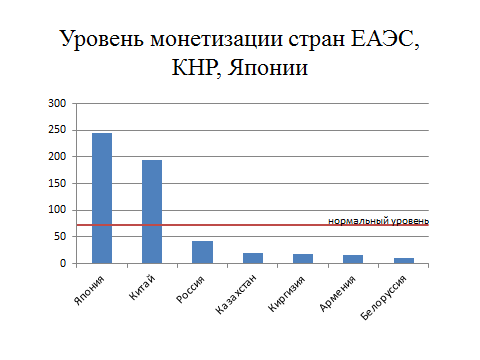 Уровень монетизации стран ЕАЭС,
КНР, Японии
300
250
200
150
100
50
0
нормальный уровень
Япония
Китай
Россия
Казахстан
Киргизия
Армения
Белоруссия